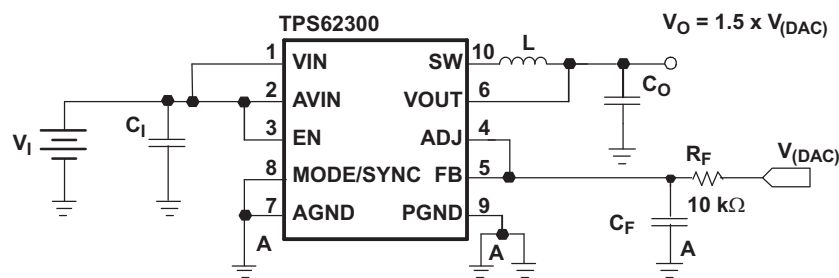 TPS62300
V_O = 1.5 x V_(DAC)
1 VIN SW 10 L
2 AVIN VOUT 6 C_O
V_I C_I 3 EN ADJ 4
8 MODE/SYNC FB 5 R_F V_(DAC)
10 kΩ
7 AGND PGND 9 C_F
A A A